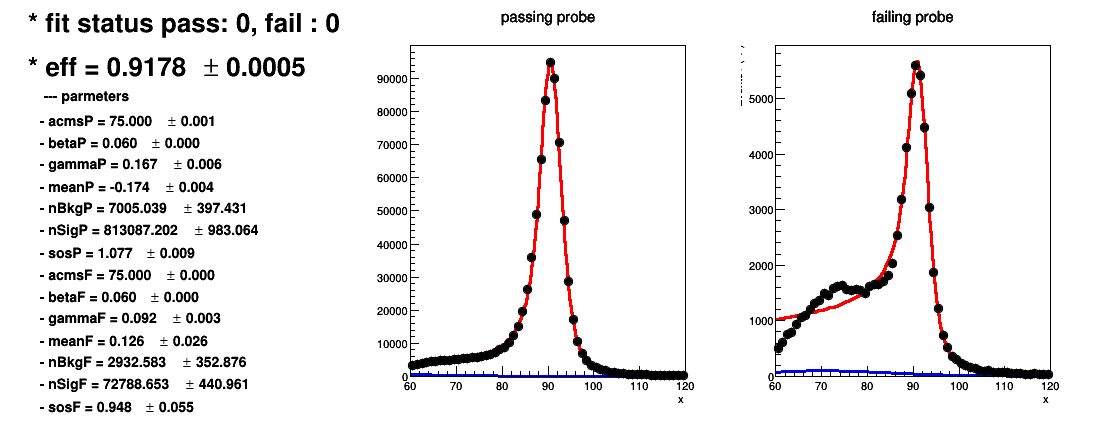 * fit status pass: 0, fail : 0
* eff = 0.9178 ± 0.0005
--- parmeters
- acmsP = 75.000 ± 0.001
- betaP = 0.060 ± 0.000
- gammaP = 0.167 ± 0.006
- meanP = -0.174 ± 0.004
- nBkgP = 7005.039 ± 397.431
- nSigP = 813087.202 ± 983.064
- sosP = 1.077 ± 0.009
- acmsF = 75.000 ± 0.000
- betaF = 0.060 ± 0.000
- gammaF = 0.092 ± 0.003
- meanF = 0.126 ± 0.026
- nBkgF = 2932.583 ± 352.876
- nSigF = 72788.653 ± 440.961
- sosF = 0.948 ± 0.055
passing probe
90000
80000
70000
60000
50000
40000
30000
20000
10000
0
60 70 80 90 100 110 120
x
failing probe
5000
4000
3000
2000
1000
0
60 70 80 90 100 110 120
x